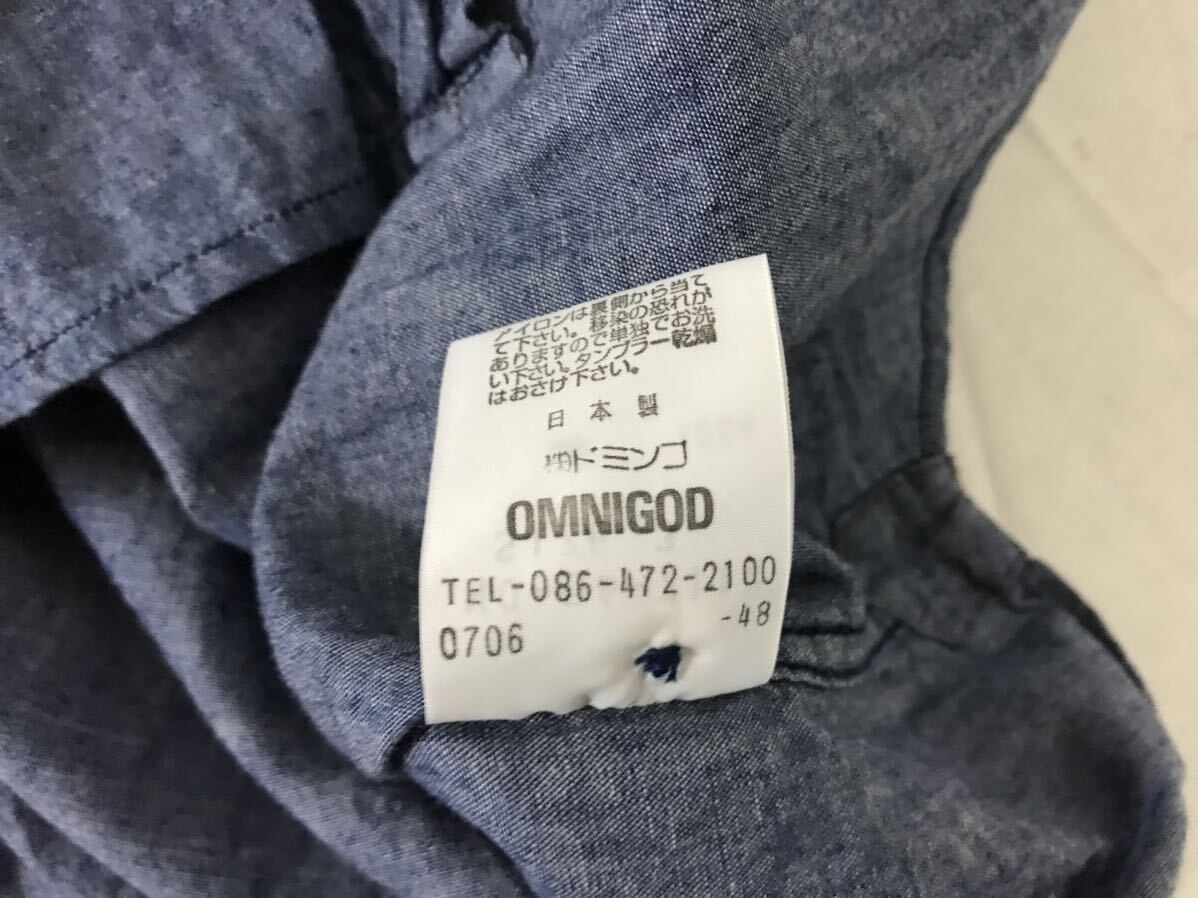 アイロンは裏側から当て
て下さい。移染の恐れが
ありますので単独でお洗
い下さい。タンブラー乾燥
はおさけ下さい。
日本製
㈱ドミンゴ
OMNIGOD
TEL-086-472-2100
0706 -48